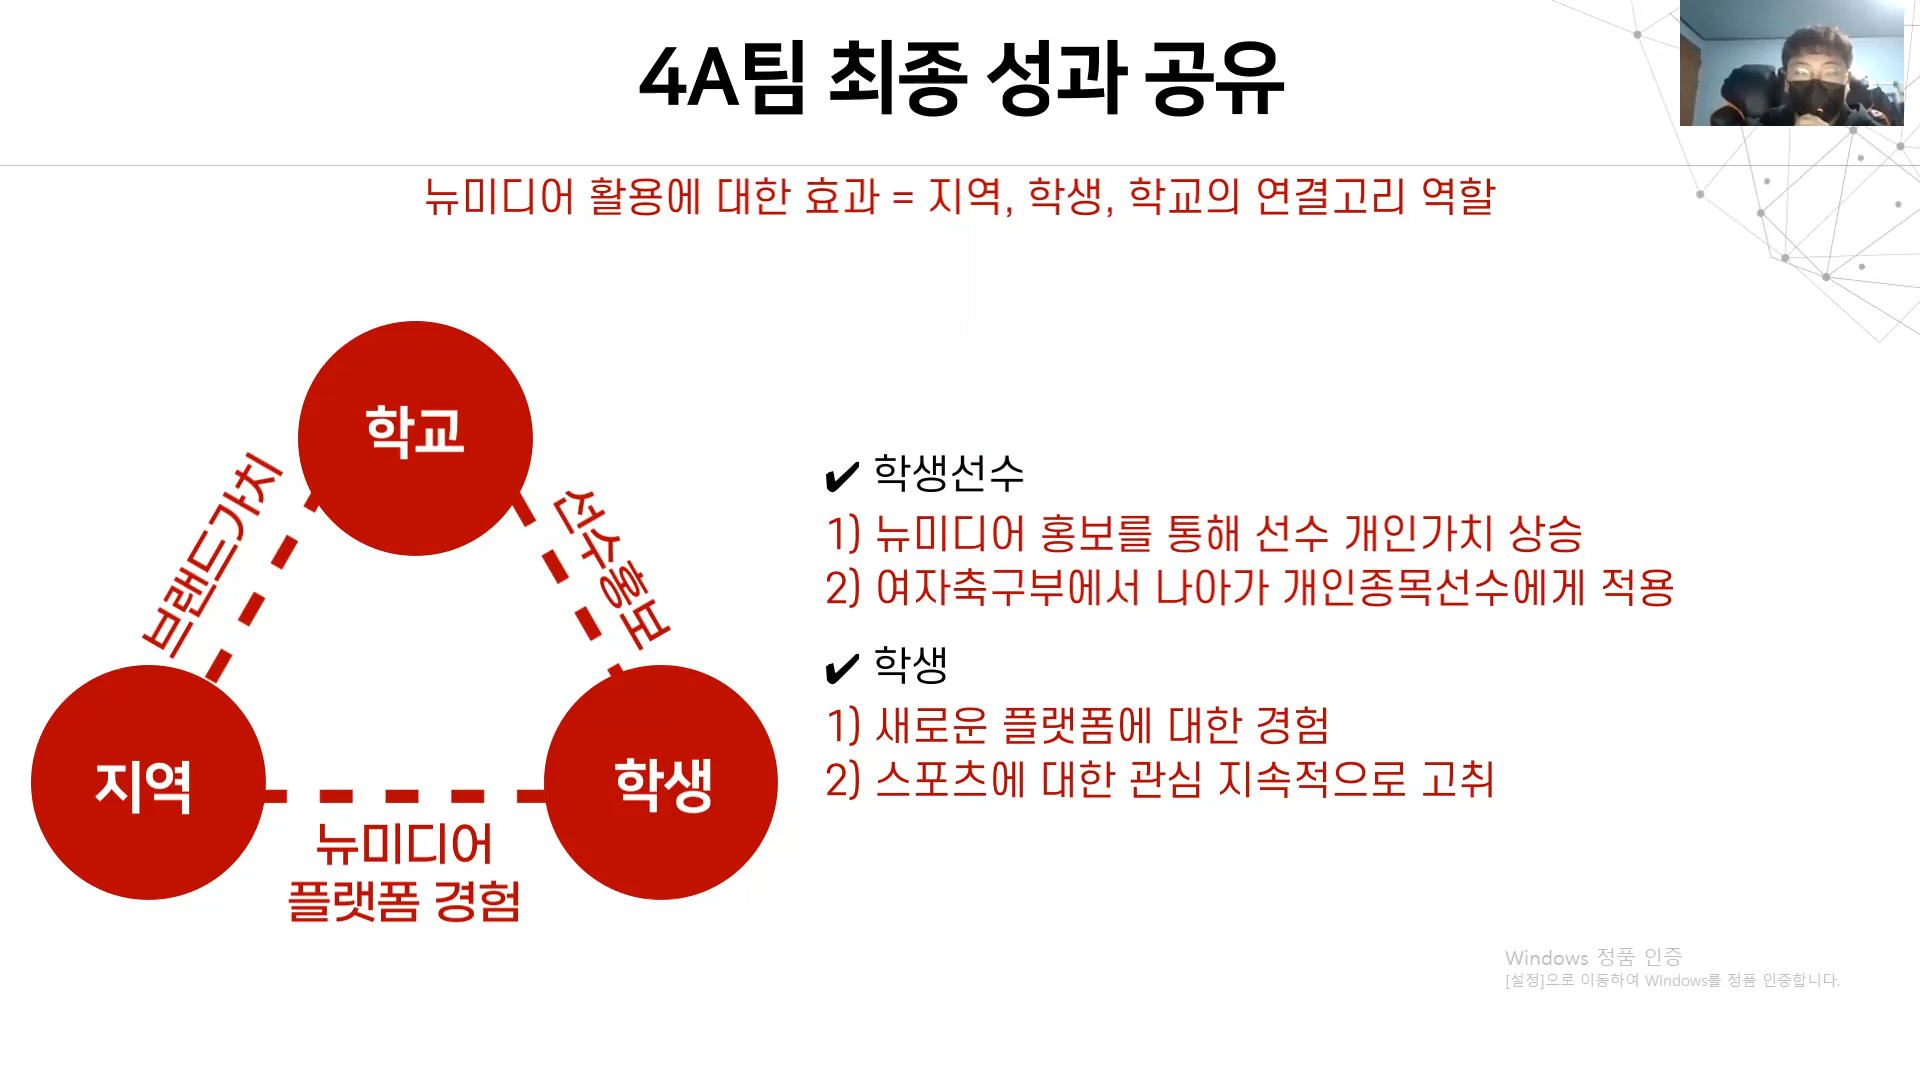 4A팀 최종 성과 공유
뉴미디어 활용에 대한 효과 = 지역, 학생, 학교의 연결고리 역할
학교
브랜드가치
선수홍보
지역
학생
뉴미디어
플랫폼 경험
✔ 학생선수
1) 뉴미디어 홍보를 통해 선수 개인가치 상승
2) 여자축구부에서 나아가 개인종목선수에게 적용
✔ 학생
1) 새로운 플랫폼에 대한 경험
2) 스포츠에 대한 관심 지속적으로 고취
Windows 정품 인증
[설정]으로 이동하여 Windows를 정품 인증합니다.